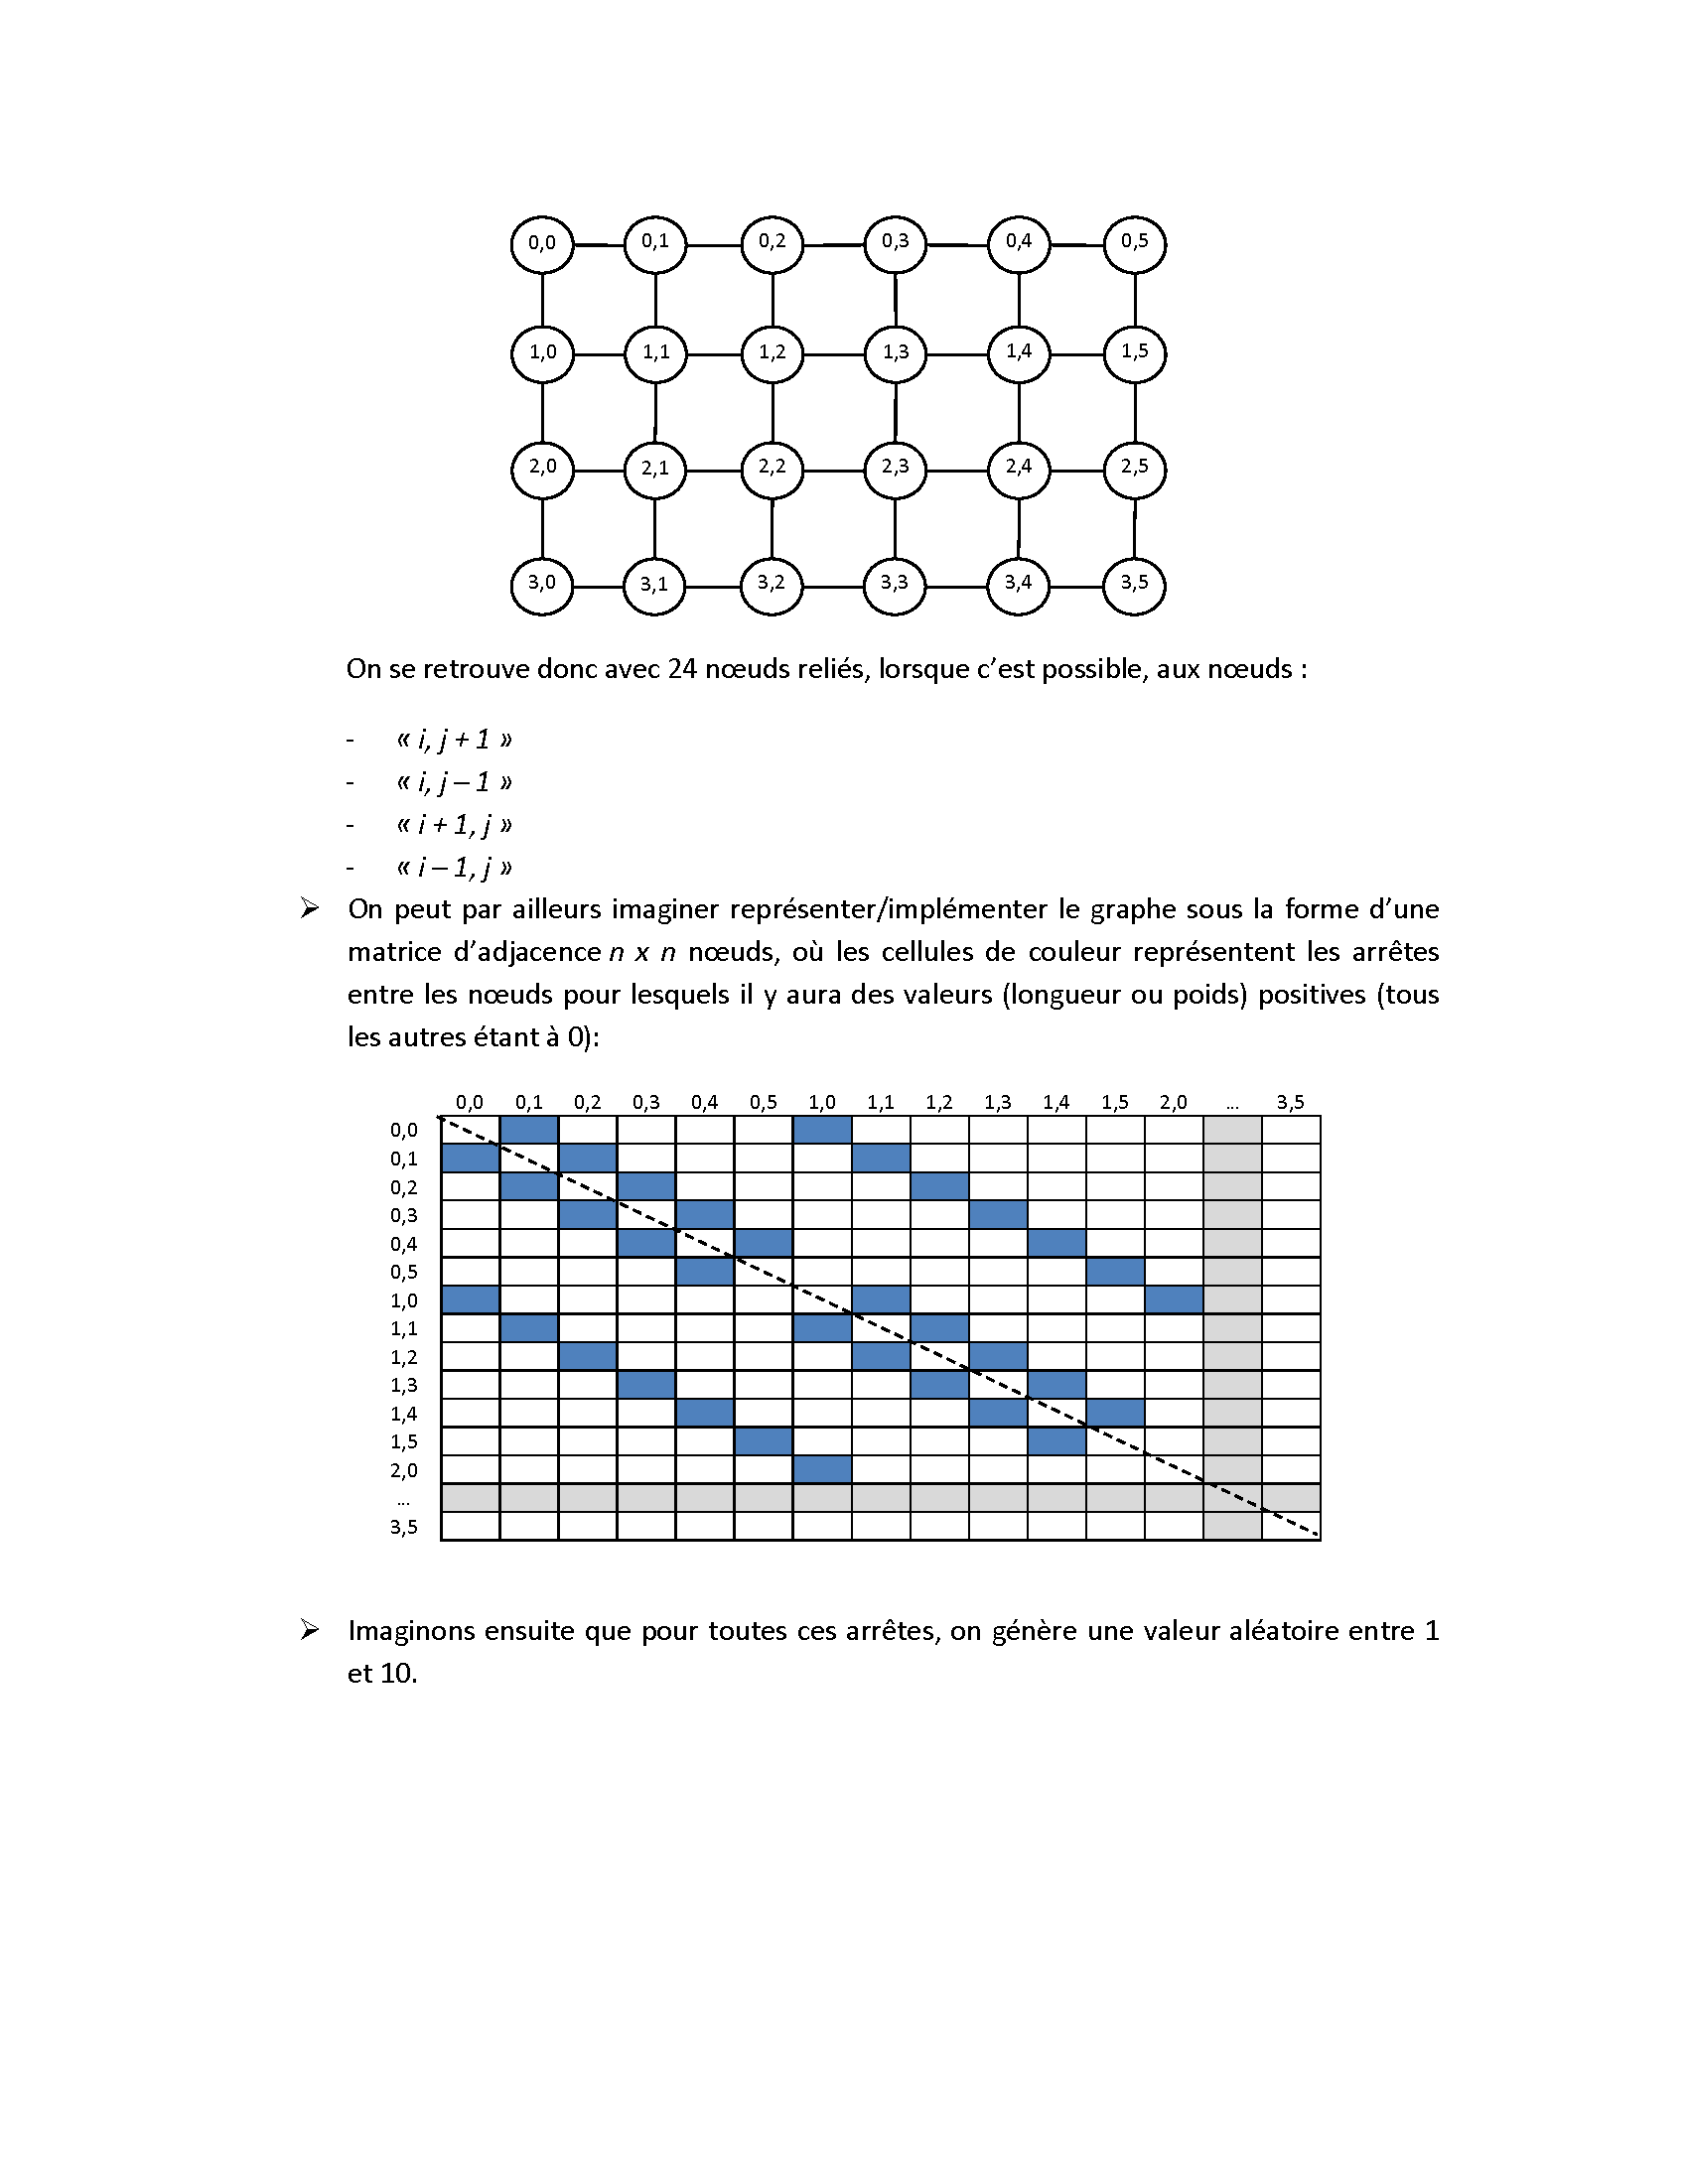 0,0 0,1 0,2 0,3 0,4 0,5
1,0 1,1 1,2 1,3 1,4 1,5
2,0 2,1 2,2 2,3 2,4 2,5
3,0 3,1 3,2 3,3 3,4 3,5
On se retrouve donc avec 24 nœuds reliés, lorsque c’est possible, aux nœuds :
- « i, j + 1 »
- « i, j – 1 »
- « i + 1, j »
- « i – 1, j »
➢ On peut par ailleurs imaginer représenter/implémenter le graphe sous la forme d’une
matrice d’adjacence n x n nœuds, où les cellules de couleur représentent les arrêtes
entre les nœuds pour lesquels il y aura des valeurs (longueur ou poids) positives (tous
les autres étant à 0):
0,0 0,1 0,2 0,3 0,4 0,5 1,0 1,1 1,2 1,3 1,4 1,5 2,0 ... 3,5
0,0
0,1
0,2
0,3
0,4
0,5
1,0
1,1
1,2
1,3
1,4
1,5
2,0
...
3,5
➢ Imaginons ensuite que pour toutes ces arrêtes, on génère une valeur aléatoire entre 1
et 10.